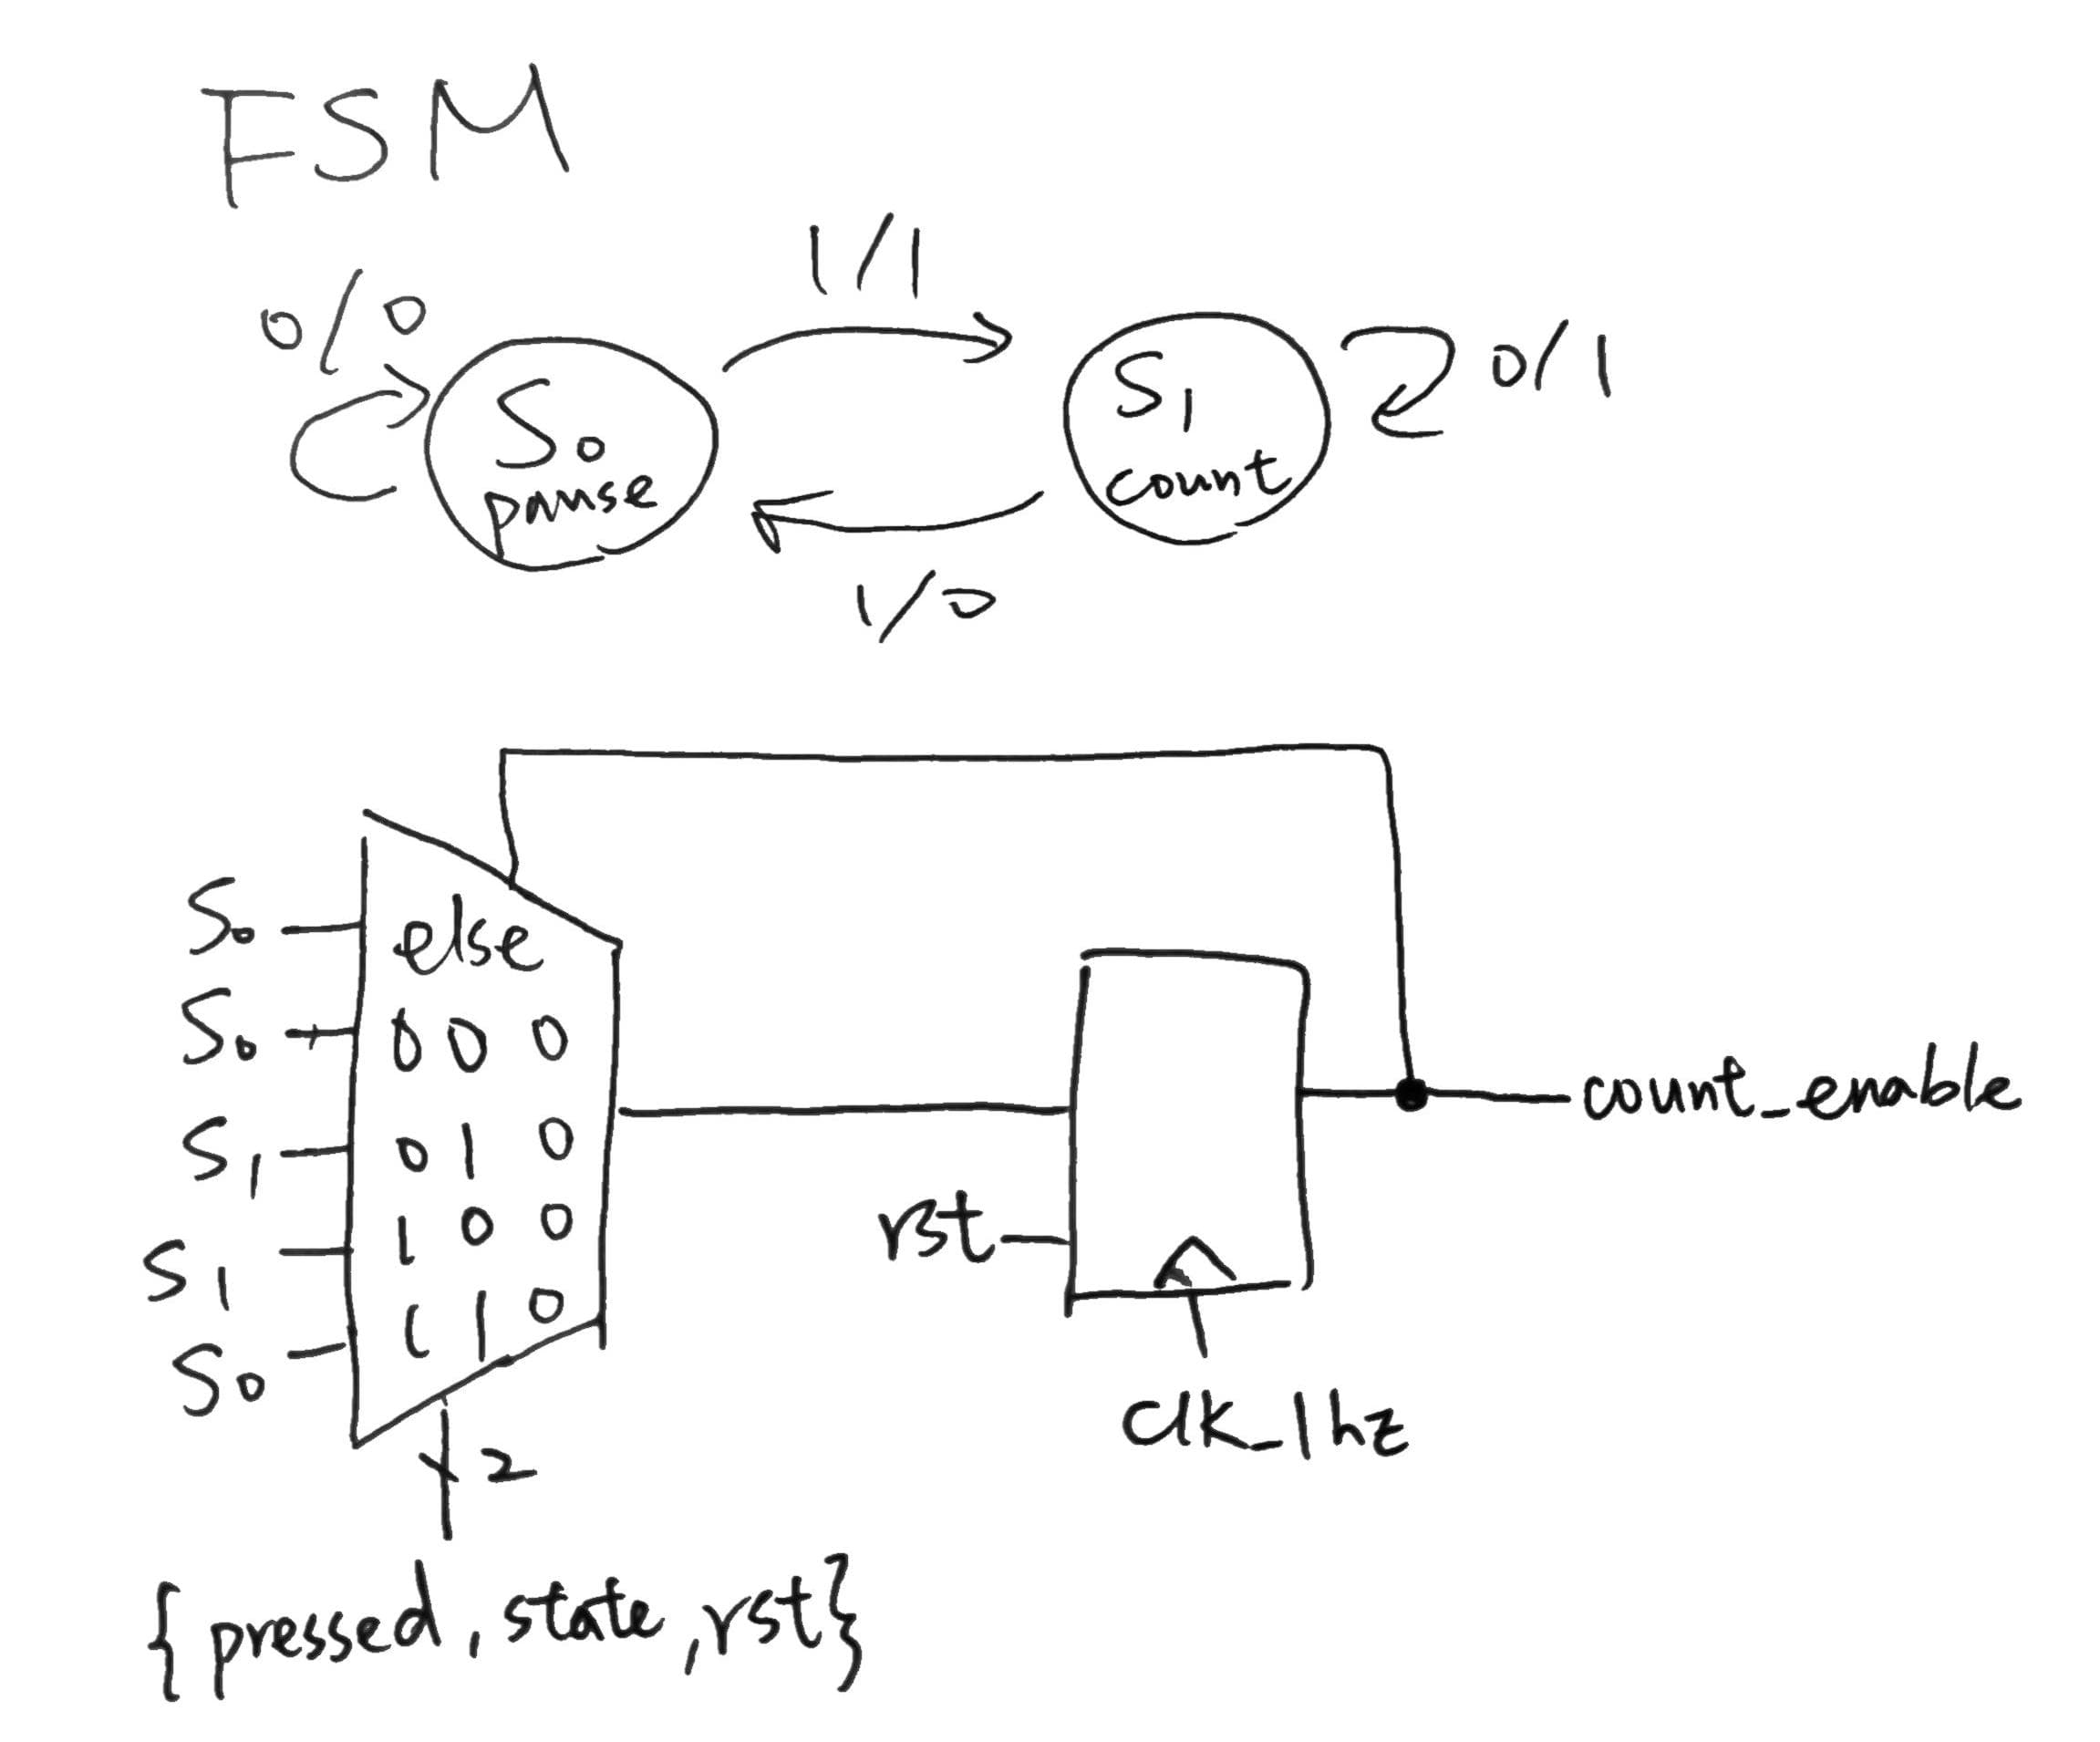 FSM
1/1
0/0
0/1
S0
pause
S1
count
1/0
S0 else
S0 0 0 0
S1 0 1 0
S1 1 0 0
S0 1 1 0
count_enable
rst
clk_1hz
2
{pressed, state, rst}